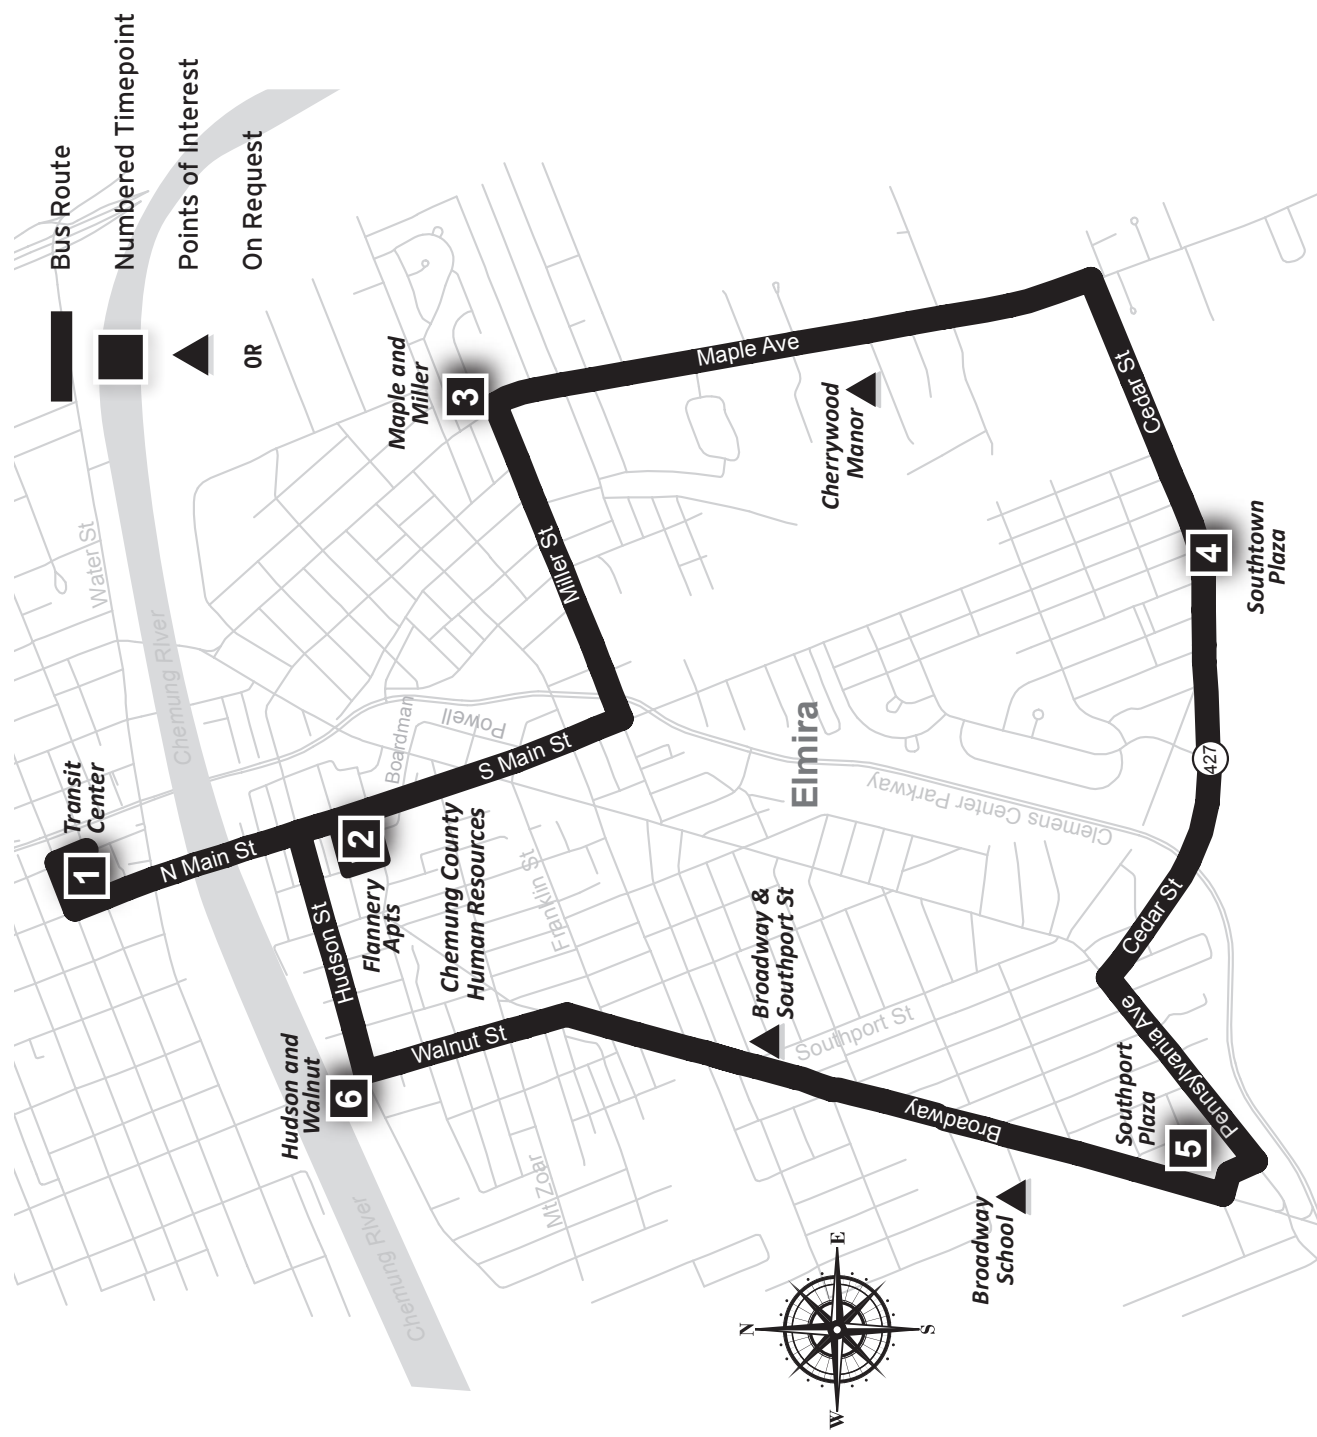 Bus Route
Numbered Timepoint
Points of Interest
OR
On Request
Water St
Chemung River
Transit
Center
1
N Main St
2
Flannery
Apts
Boardman
Powell
S Main St
Chemung County
Human Resources
Franklin St
Maple and
Miller
3
Miller St
Maple Ave
Cherrywood
Manor
Cedar St
4
Southtown
Plaza
Elmira
Clemens Center Parkway
427
Cedar St
Pennsylvania Ave
Southport
Plaza
5
Broadway &
Southport St
Southport St
Broadway
Broadway
School
Hudson St
Hudson and
Walnut
6
Walnut St
Mt Zoar
Chemung River
N
E
S
W